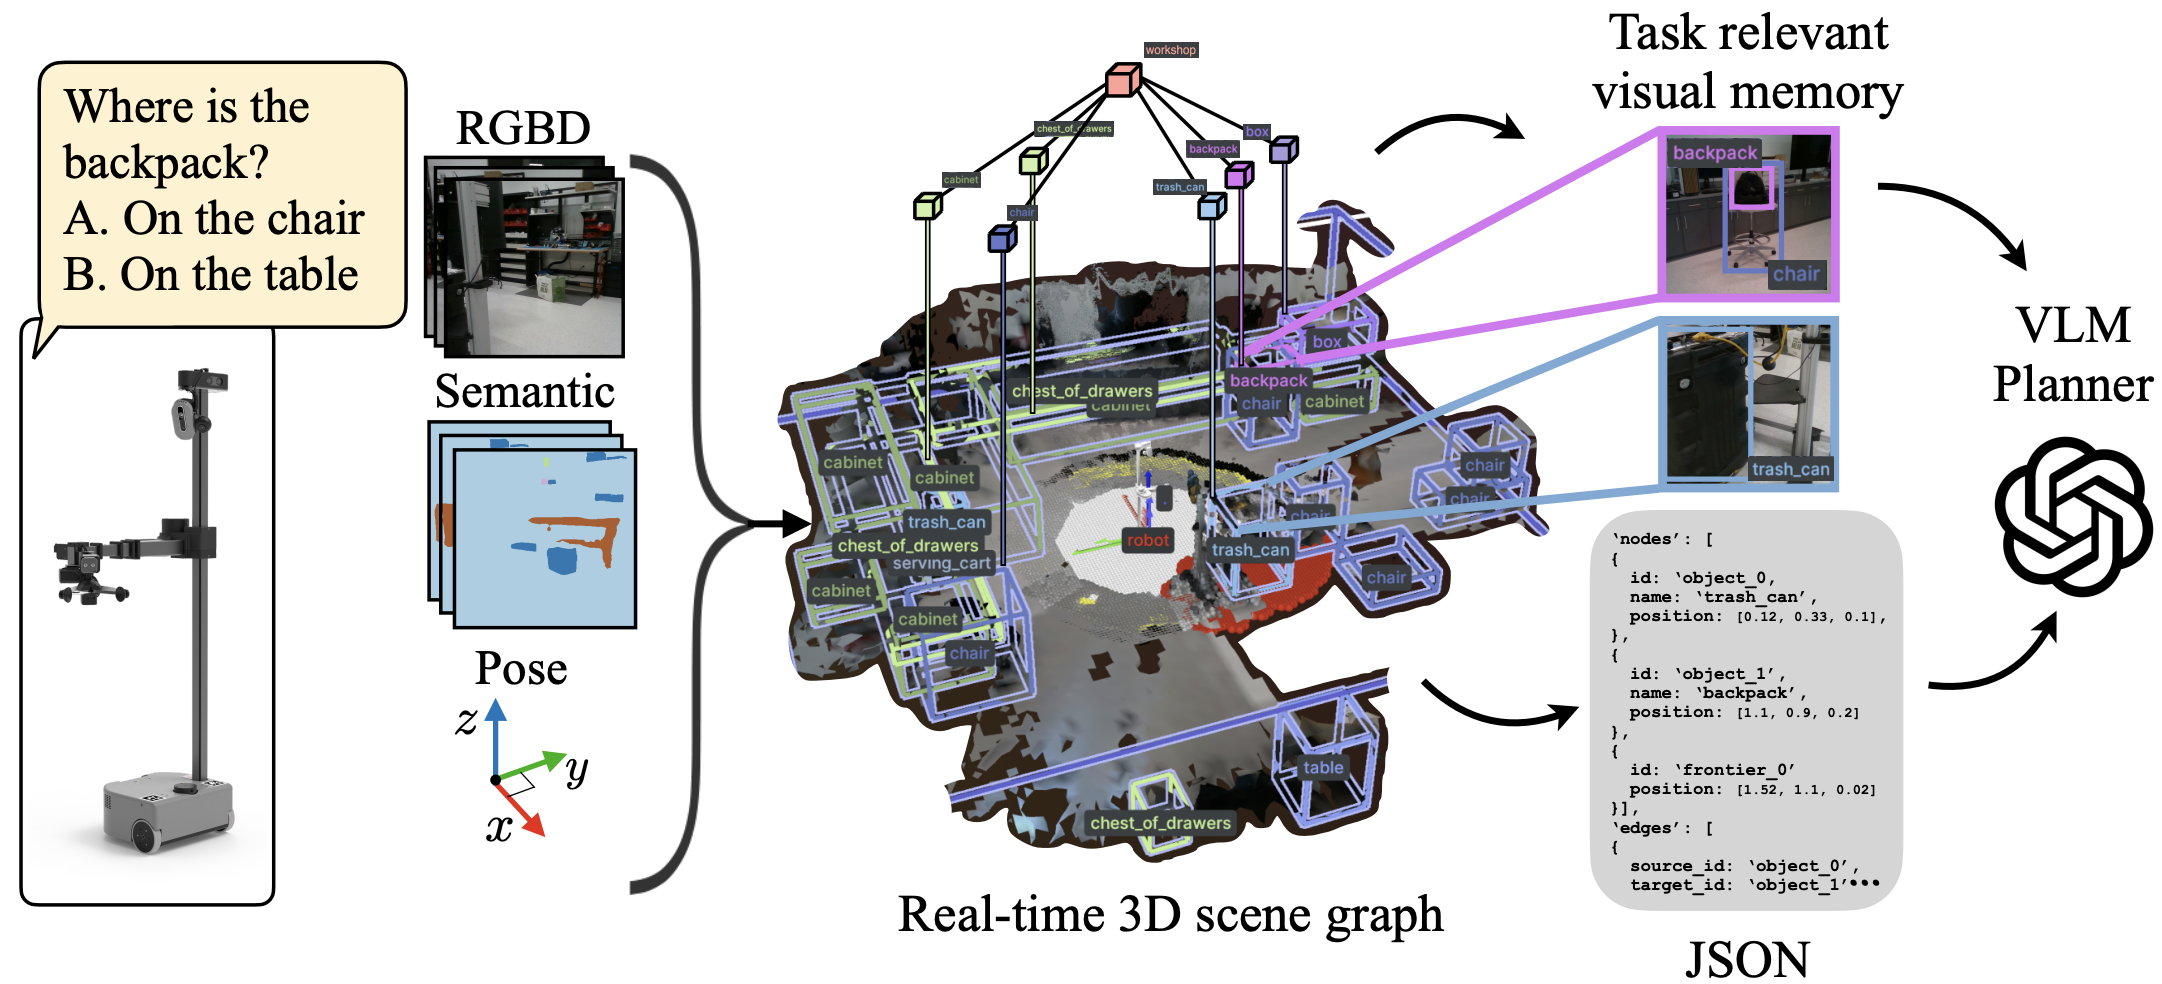 Where is the
backpack?
A. On the chair
B. On the table
RGBD
Semantic
Pose
z
y
x
workshop
chest_of_drawers
cabinet
chair
box
backpack
trash_can
box
chest_of_drawers
cabinet
backpack
chair
cabinet
cabinet
cabinet
trash_can
chest_of_drawers
serving_cart
cabinet
cabinet
chair
robot
chair
trash_can
chair
chair
chair
table
chest_of_drawers
Real-time 3D scene graph
Task relevant
visual memory
backpack
chair
trash_can
‘nodes’: [
{
id: ‘object_0,
name: ‘trash_can’,
position: [0.12, 0.33, 0.1],
},
{
id: ‘object_1’,
name: ‘backpack’,
position: [1.1, 0.9, 0.2]
},
{
id: ‘frontier_0’
position: [1.52, 1.1, 0.02]
}],
‘edges’: [
{
source_id: ‘object_0’,
target_id: ‘object_1’...
JSON
VLM
Planner